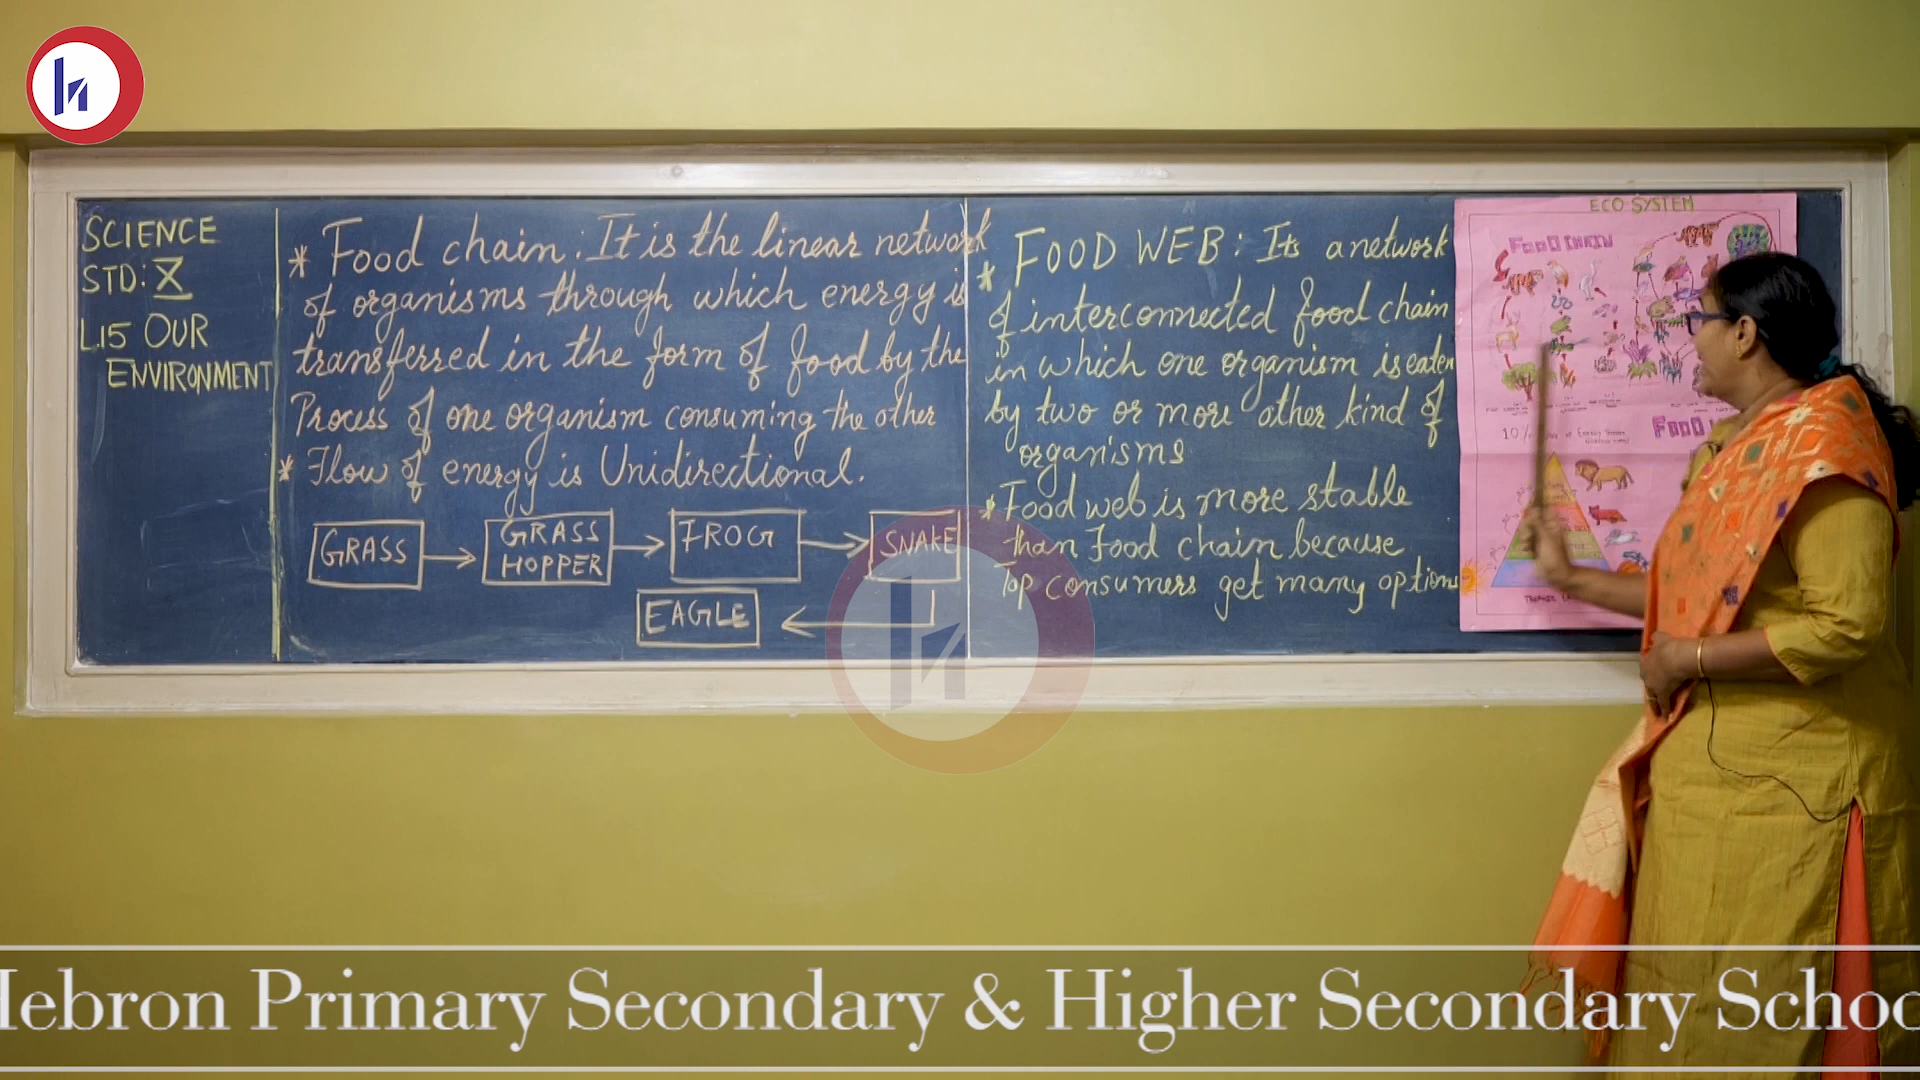 SCIENCE
STD: X
L.15 OUR
ENVIRONMENT
* Food chain: It is the linear network
of organisms through which energy is
transferred in the form of food by the
Process of one organism consuming the other
* Flow of energy is Unidirectional.
GRASS
GRASS
HOPPER
FROG
SNAKE
EAGLE
* FOOD WEB: Its a network
of interconnected food chain
in which one organism is eaten
by two or more other kind of
organisms
* Food web is more stable
than Food chain because
Top consumers get many options
ECO SYSTEM
FOOD CHAIN
10%
FOOD
Hebron Primary Secondary & Higher Secondary Schoo